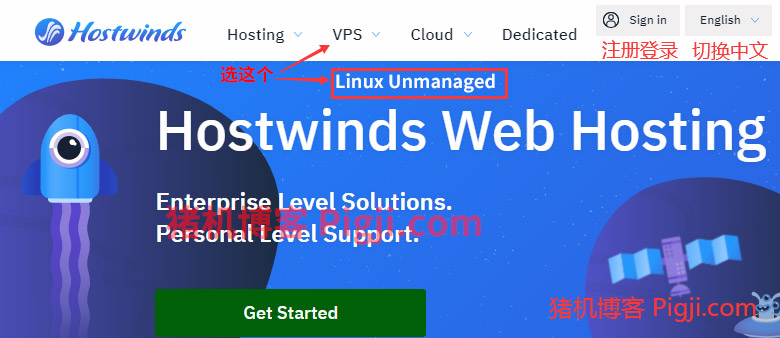 Hostwinds
Hosting VPS Cloud Dedicated Sign in English
注册登录 切换中文
选这个
Linux Unmanaged
Hostwinds Web Hosting
Enterprise Level Solutions.
猪机博客 Pigji.com
Personal Level Support.
猪机博客 Pigji.com
Get Started